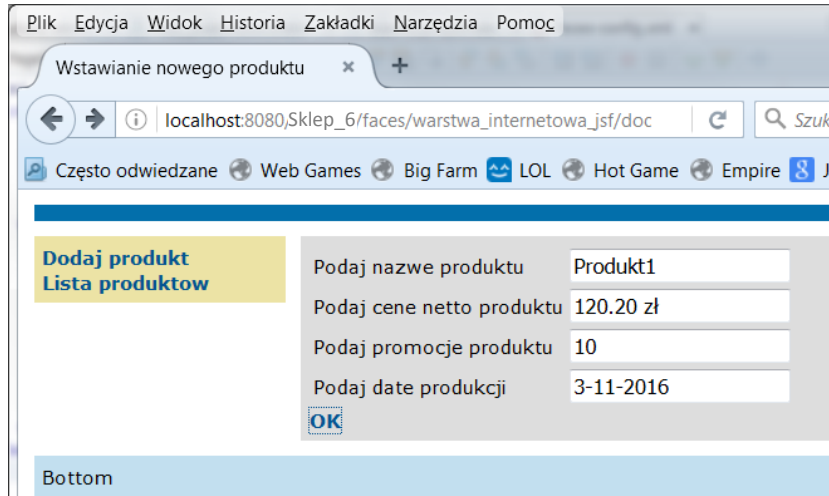 Plik Edycja Widok Historia Zakładki Narzędzia Pomoc
Wstawianie nowego produktu × +
localhost:8080/Sklep_6/faces/warstwa_internetowa_jsf/doc Szuk
Często odwiedzane Web Games Big Farm LOL Hot Game Empire 8 J
Dodaj produkt
Lista produktow
Podaj nazwe produktu Produkt1
Podaj cene netto produktu 120.20 zł
Podaj promocje produktu 10
Podaj date produkcji 3-11-2016
OK
Bottom